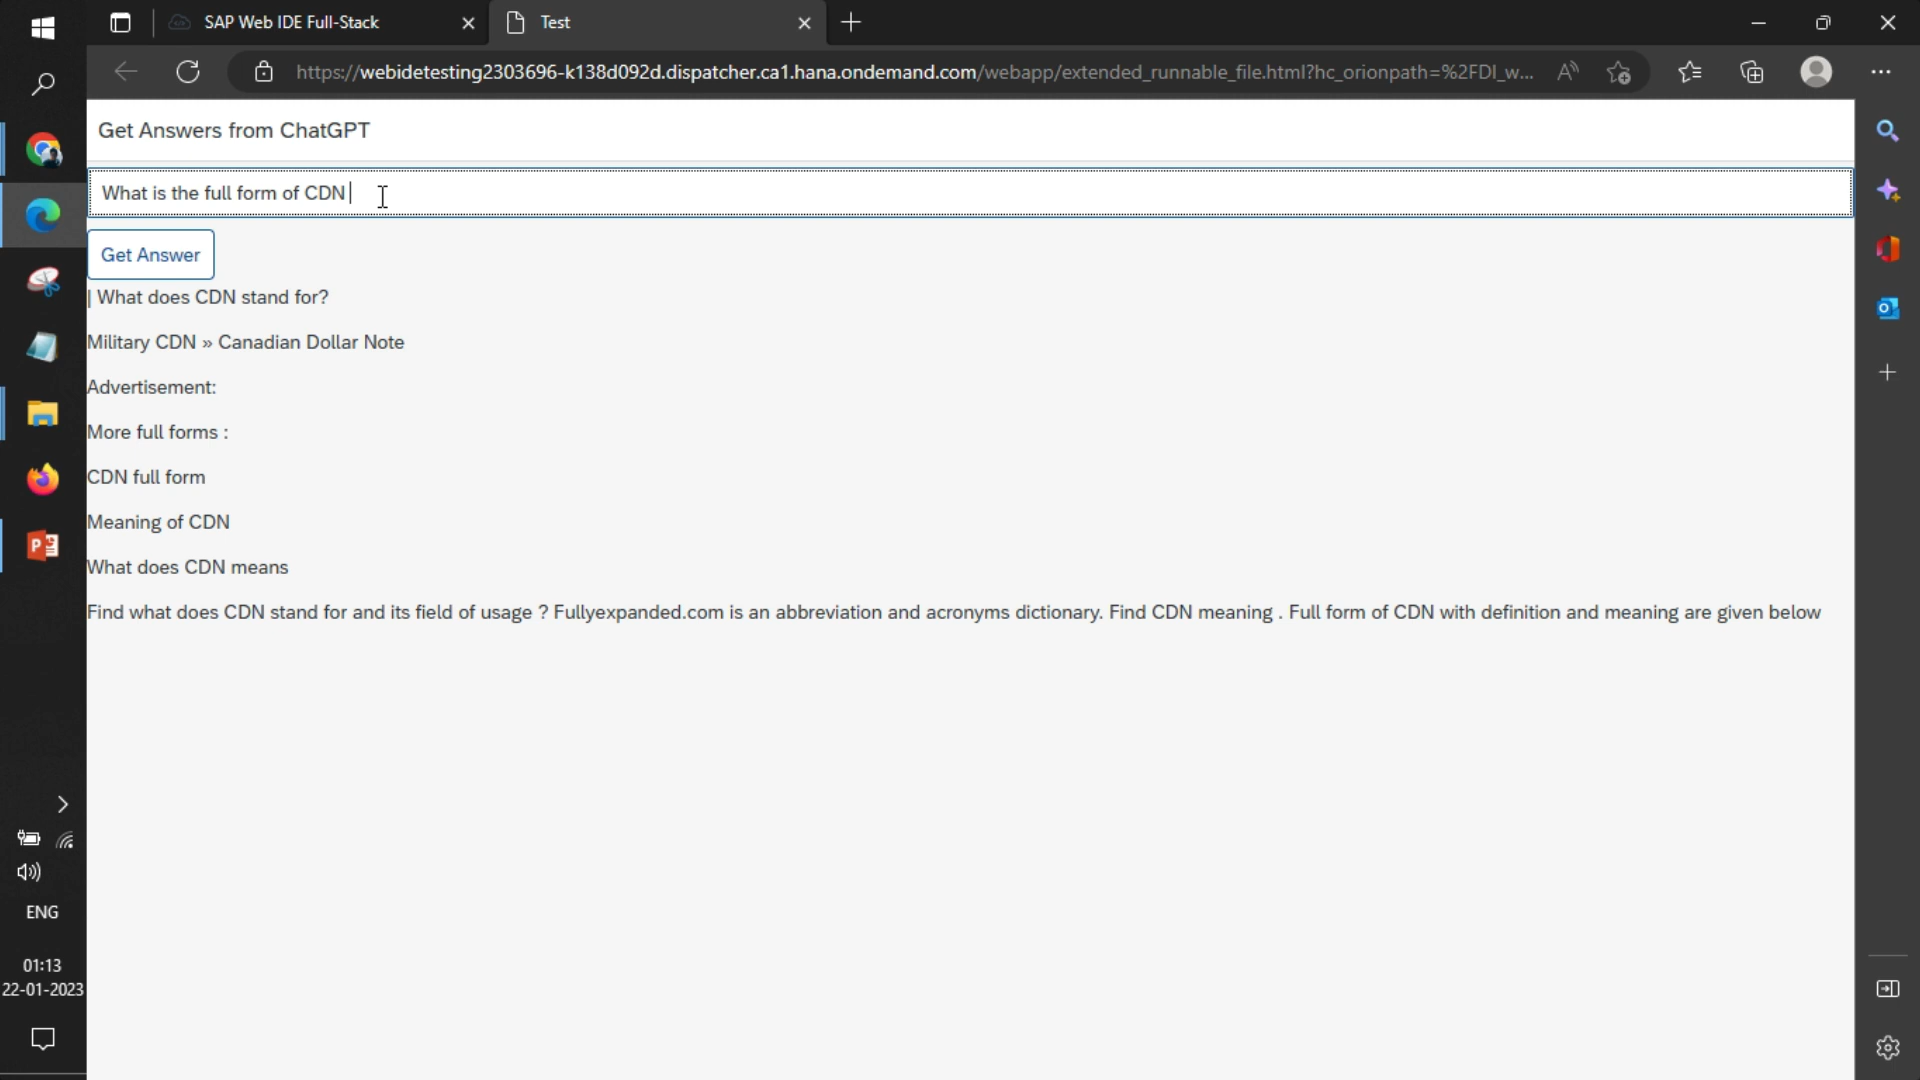 SAP Web IDE Full-Stack
Test
https://webidetesting2303696-k138d092d.dispatcher.ca1.hana.ondemand.com/webapp/extended_runnable_file.html?hc_orionpath=%2FDI_w...
Get Answers from ChatGPT
What is the full form of CDN
Get Answer
| What does CDN stand for?
Military CDN » Canadian Dollar Note
Advertisement:
More full forms :
CDN full form
Meaning of CDN
What does CDN means
Find what does CDN stand for and its field of usage ? Fullyexpanded.com is an abbreviation and acronyms dictionary. Find CDN meaning . Full form of CDN with definition and meaning are given below
ENG
01:13
22-01-2023